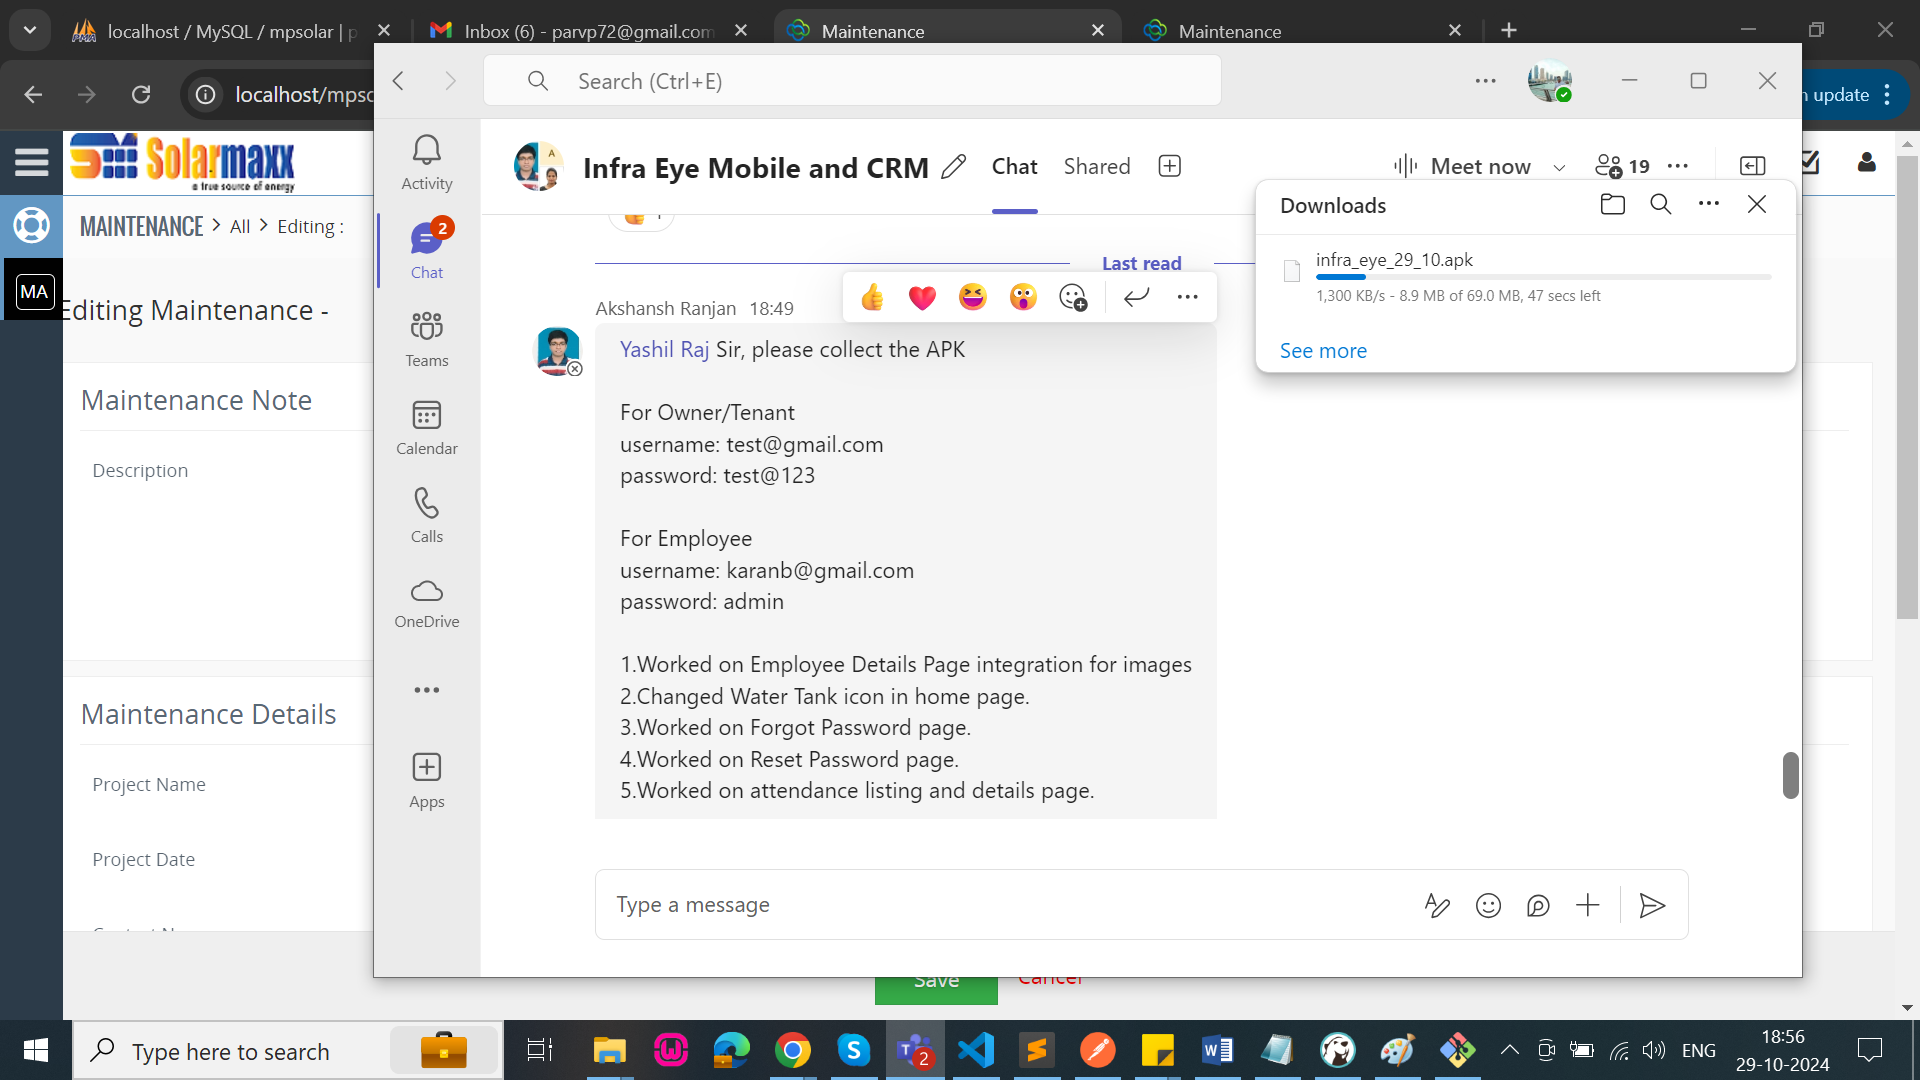 localhost / MySQL / mpsolar | p
Inbox (6) - parvp72@gmail.com
Maintenance
Maintenance
localhost/mpsc
n update
Search (Ctrl+E)
Solarmaxx
a true source of energy
MAINTENANCE > All > Editing :
MA
Editing Maintenance -
Maintenance Note
Description
Maintenance Details
Project Name
Project Date
Save
Cancel
Activity
2
Chat
Teams
Calendar
Calls
OneDrive
Apps
A
Infra Eye Mobile and CRM
Chat
Shared
Meet now
19
Downloads
infra_eye_29_10.apk
1,300 KB/s - 8.9 MB of 69.0 MB, 47 secs left
See more
Last read
Akshansh Ranjan 18:49
Yashil Raj Sir, please collect the APK
For Owner/Tenant
username: test@gmail.com
password: test@123
For Employee
username: karanb@gmail.com
password: admin
1.Worked on Employee Details Page integration for images
2.Changed Water Tank icon in home page.
3.Worked on Forgot Password page.
4.Worked on Reset Password page.
5.Worked on attendance listing and details page.
Type a message
Type here to search
2
ENG
18:56
29-10-2024